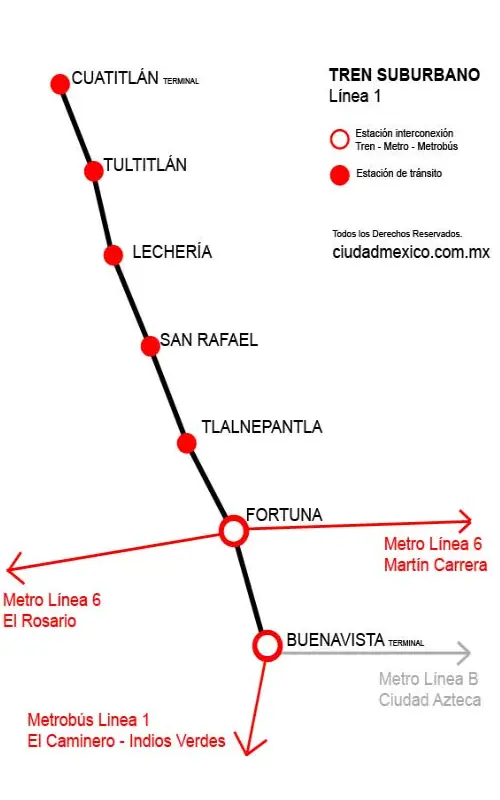 CUATITLÁN TERMINAL
TREN SUBURBANO
Línea 1
Estación interconexión
Tren - Metro - Metrobús
TULTITLÁN
Estación de tránsito
Todos los Derechos Reservados.
ciudadmexico.com.mx
LECHERÍA
SAN RAFAEL
TLALNEPANTLA
FORTUNA
Metro Línea 6
Martín Carrera
Metro Línea 6
El Rosario
BUENAVISTA TERMINAL
Metro Línea B
Ciudad Azteca
Metrobús Linea 1
El Caminero - Indios Verdes